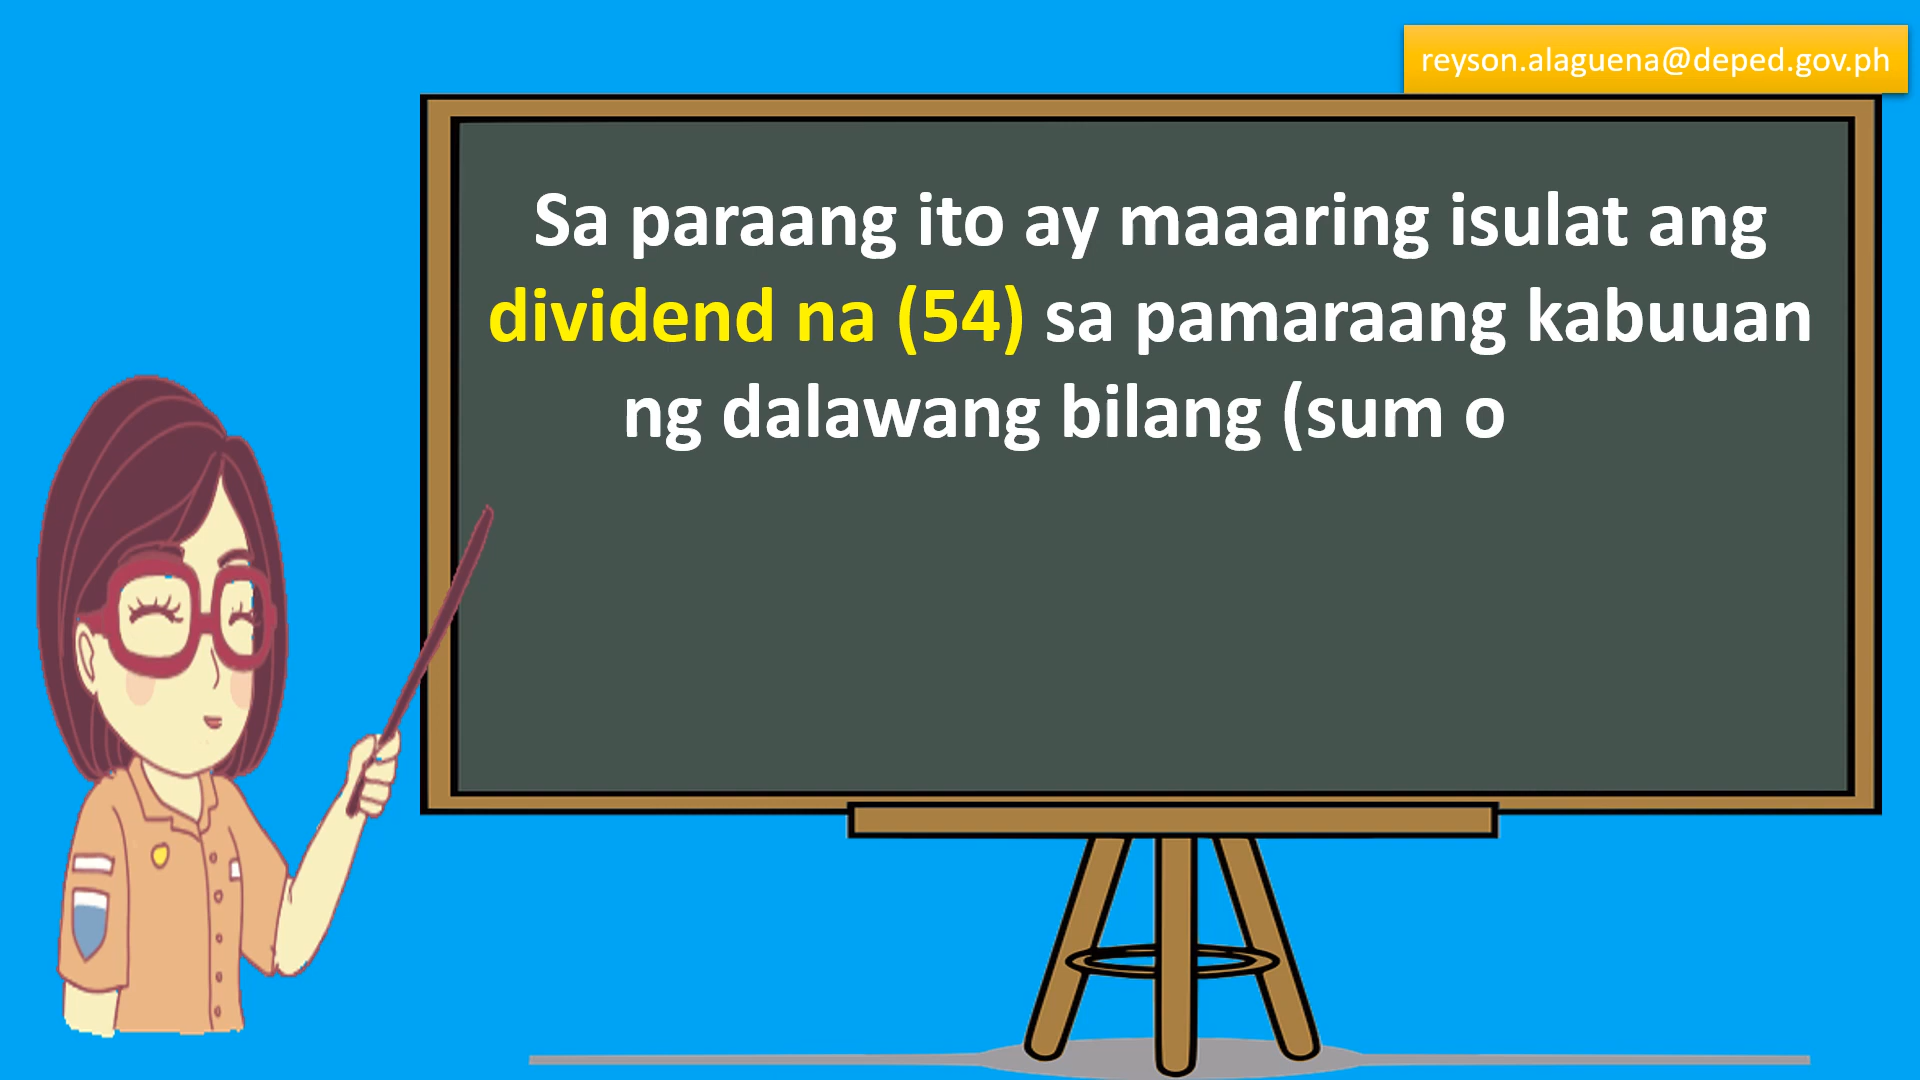 reyson.alaguena@deped.gov.ph
Sa paraang ito ay maaaring isulat ang
dividend na (54) sa pamaraang kabuuan
ng dalawang bilang (sum o